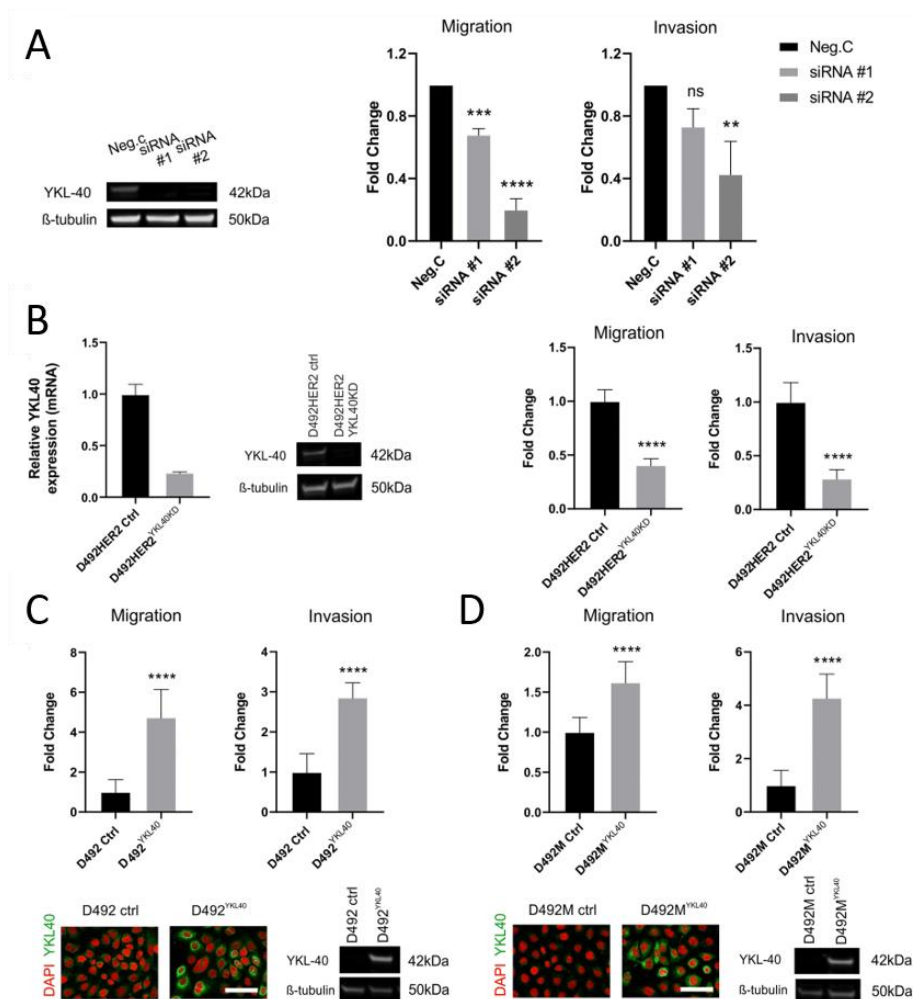 A
Migration
Invasion
Neg.C
siRNA #1
siRNA #2
Neg.C
siRNA
#1
siRNA
#2
YKL-40
42kDa
ß-tubulin
50kDa
Fold Change
1.2
0.8
0.4
0.0
***
****
Neg.C
siRNA #1
siRNA #2
Fold Change
1.2
0.8
0.4
0.0
ns
**
Neg.C
siRNA #1
siRNA #2
B
Relative YKL40
expression (mRNA)
1.5
1.0
0.5
0.0
D492HER2 Ctrl
D492HER2YKL40KD
D492HER2 ctrl
D492HER2
YKL40KD
YKL-40
42kDa
ß-tubulin
50kDa
Migration
Fold Change
1.5
1.0
0.5
0.0
****
D492HER2 Ctrl
D492HER2YKL40KD
Invasion
Fold Change
1.5
1.0
0.5
0.0
****
D492HER2 Ctrl
D492HER2YKL40KD
C
Migration
Fold Change
8
6
4
2
0
****
D492 Ctrl
D492YKL40
Invasion
Fold Change
4
3
2
1
0
****
D492 Ctrl
D492YKL40
DAPI YKL40
D492 ctrl
D492YKL40
D492 ctrl
D492YKL40
YKL-40
42kDa
ß-tubulin
50kDa
D
Migration
Fold Change
2.0
1.5
1.0
0.5
0.0
****
D492M Ctrl
D492MYKL40
Invasion
Fold Change
6
4
2
0
****
D492M Ctrl
D492MYKL40
DAPI YKL40
D492M ctrl
D492MYKL40
D492M ctrl
D492MYKL40
YKL-40
42kDa
ß-tubulin
50kDa